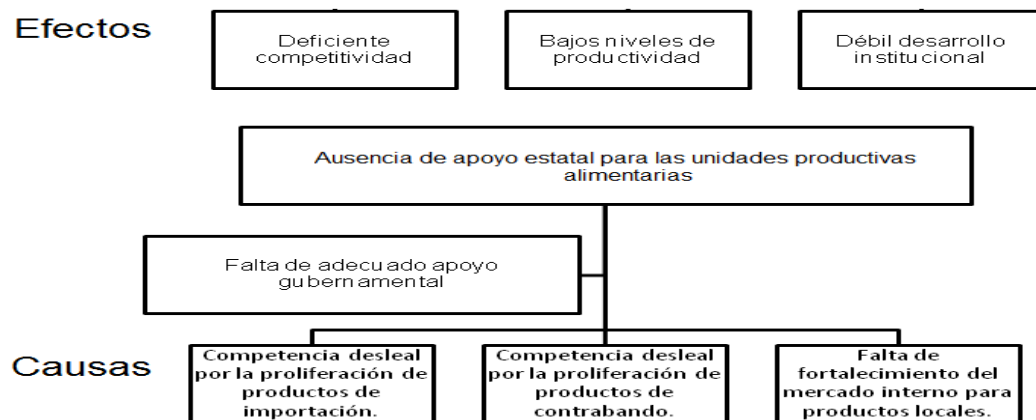 Efectos
Deficiente
competitividad
Bajos niveles de
productividad
Débil desarrollo
institucional
Ausencia de apoyo estatal para las unidades productivas
alimentarias
Falta de adecuado apoyo
gubernamental
Causas
Competencia desleal
por la proliferación de
productos de
importación.
Competencia desleal
por la proliferación de
productos de
contrabando.
Falta de
fortalecimiento del
mercado interno para
productos locales.